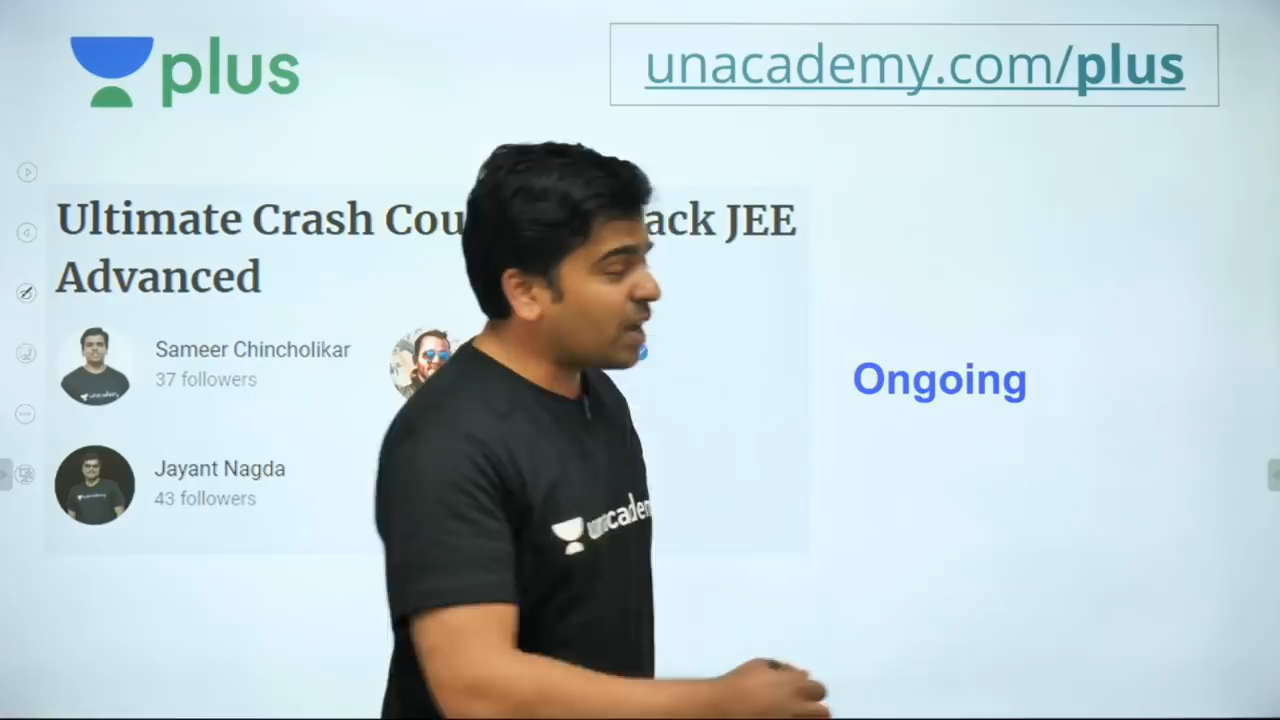 plus
unacademy.com/plus
Ultimate Crash Cou ack JEE
Advanced
Sameer Chincholikar
37 followers
Ongoing
Jayant Nagda
43 followers
unacadem